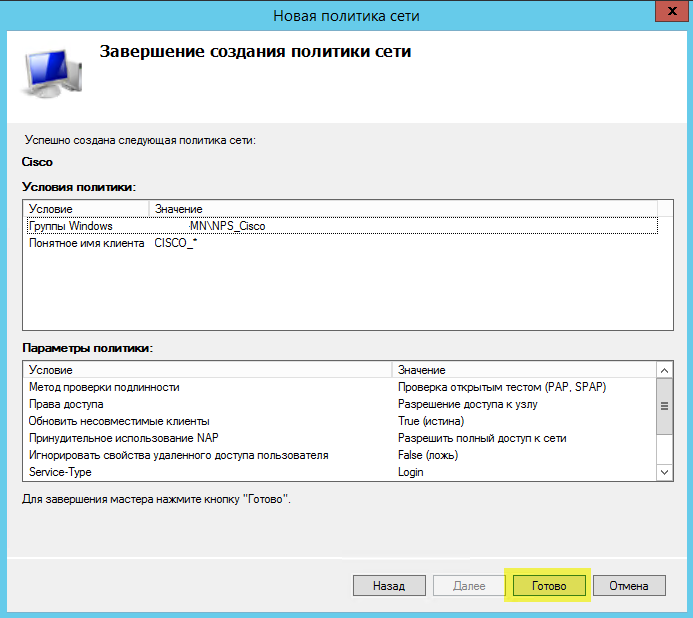 Новая политика сети
x
Завершение создания политики сети
Успешно создана следующая политика сети:
Cisco
Условия политики:
Условие Значение
Группы Windows MN\NPS_Cisco
Понятное имя клиента CISCO_*
Параметры политики:
Условие Значение
Метод проверки подлинности Проверка открытым тестом (PAP, SPAP)
Права доступа Разрешение доступа к узлу
Обновить несовместимые клиенты True (истина)
Принудительное использование NAP Разрешить полный доступ к сети
Игнорировать свойства удаленного доступа пользователя False (ложь)
Service-Type Login
Для завершения мастера нажмите кнопку "Готово".
Назад Далее Готово Отмена